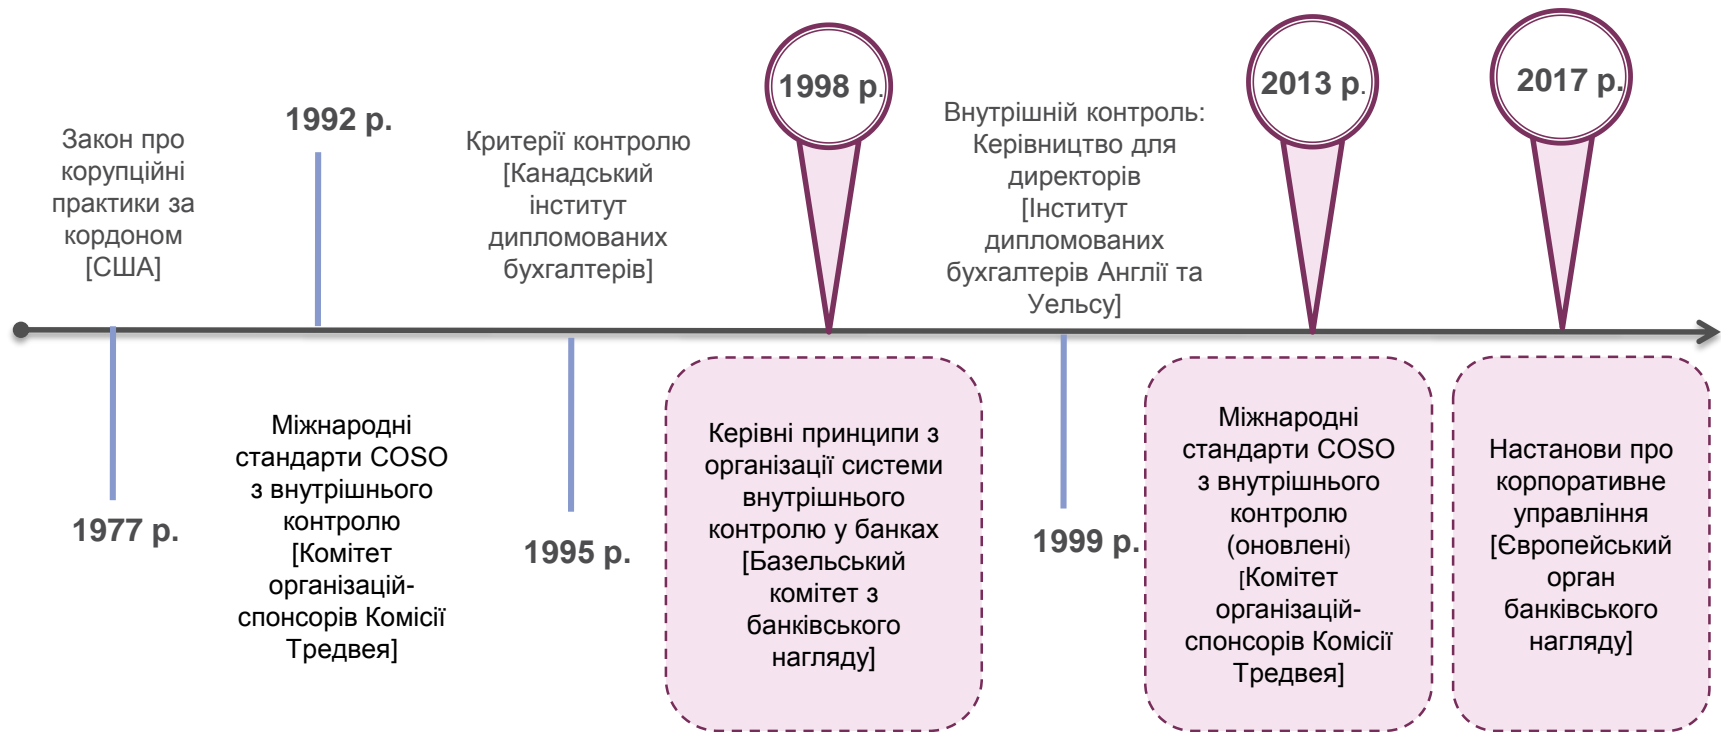 Закон про
корупційні
практики за
кордоном
[США]
1977 р.
1992 р.
Міжнародні
стандарти COSO
з внутрішнього
контролю
[Комітет
організацій-
спонсорів Комісії
Тредвея]
Критерії контролю
[Канадський
інститут
дипломованих
бухгалтерів]
1995 р.
1998 р.
Керівні принципи з
організації системи
внутрішнього
контролю у банках
[Базельський
комітет з
банківського
нагляду]
Внутрішній контроль:
Керівництво для
директорів
[Інститут
дипломованих
бухгалтерів Англії та
Уельсу]
1999 р.
2013 р.
Міжнародні
стандарти COSO
з внутрішнього
контролю
(оновлені)
[Комітет
організацій-
спонсорів Комісії
Тредвея]
2017 р.
Настанови про
корпоративне
управління
[Європейський
орган
банківського
нагляду]